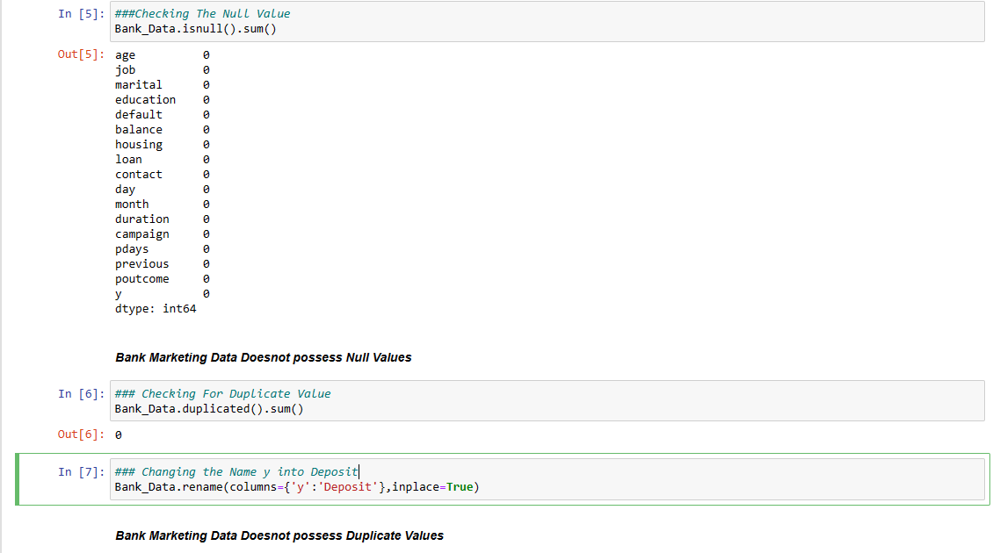 In [5]: ###Checking The Null Value
Bank_Data.isnull().sum()
Out[5]: age 0
job 0
marital 0
education 0
default 0
balance 0
housing 0
loan 0
contact 0
day 0
month 0
duration 0
campaign 0
pdays 0
previous 0
poutcome 0
y 0
dtype: int64
Bank Marketing Data Doesnot possess Null Values
In [6]: ### Checking For Duplicate Value
Bank_Data.duplicated().sum()
Out[6]: 0
In [7]: ### Changing the Name y into Deposit
Bank_Data.rename(columns={'y':'Deposit'},inplace=True)
Bank Marketing Data Doesnot possess Duplicate Values